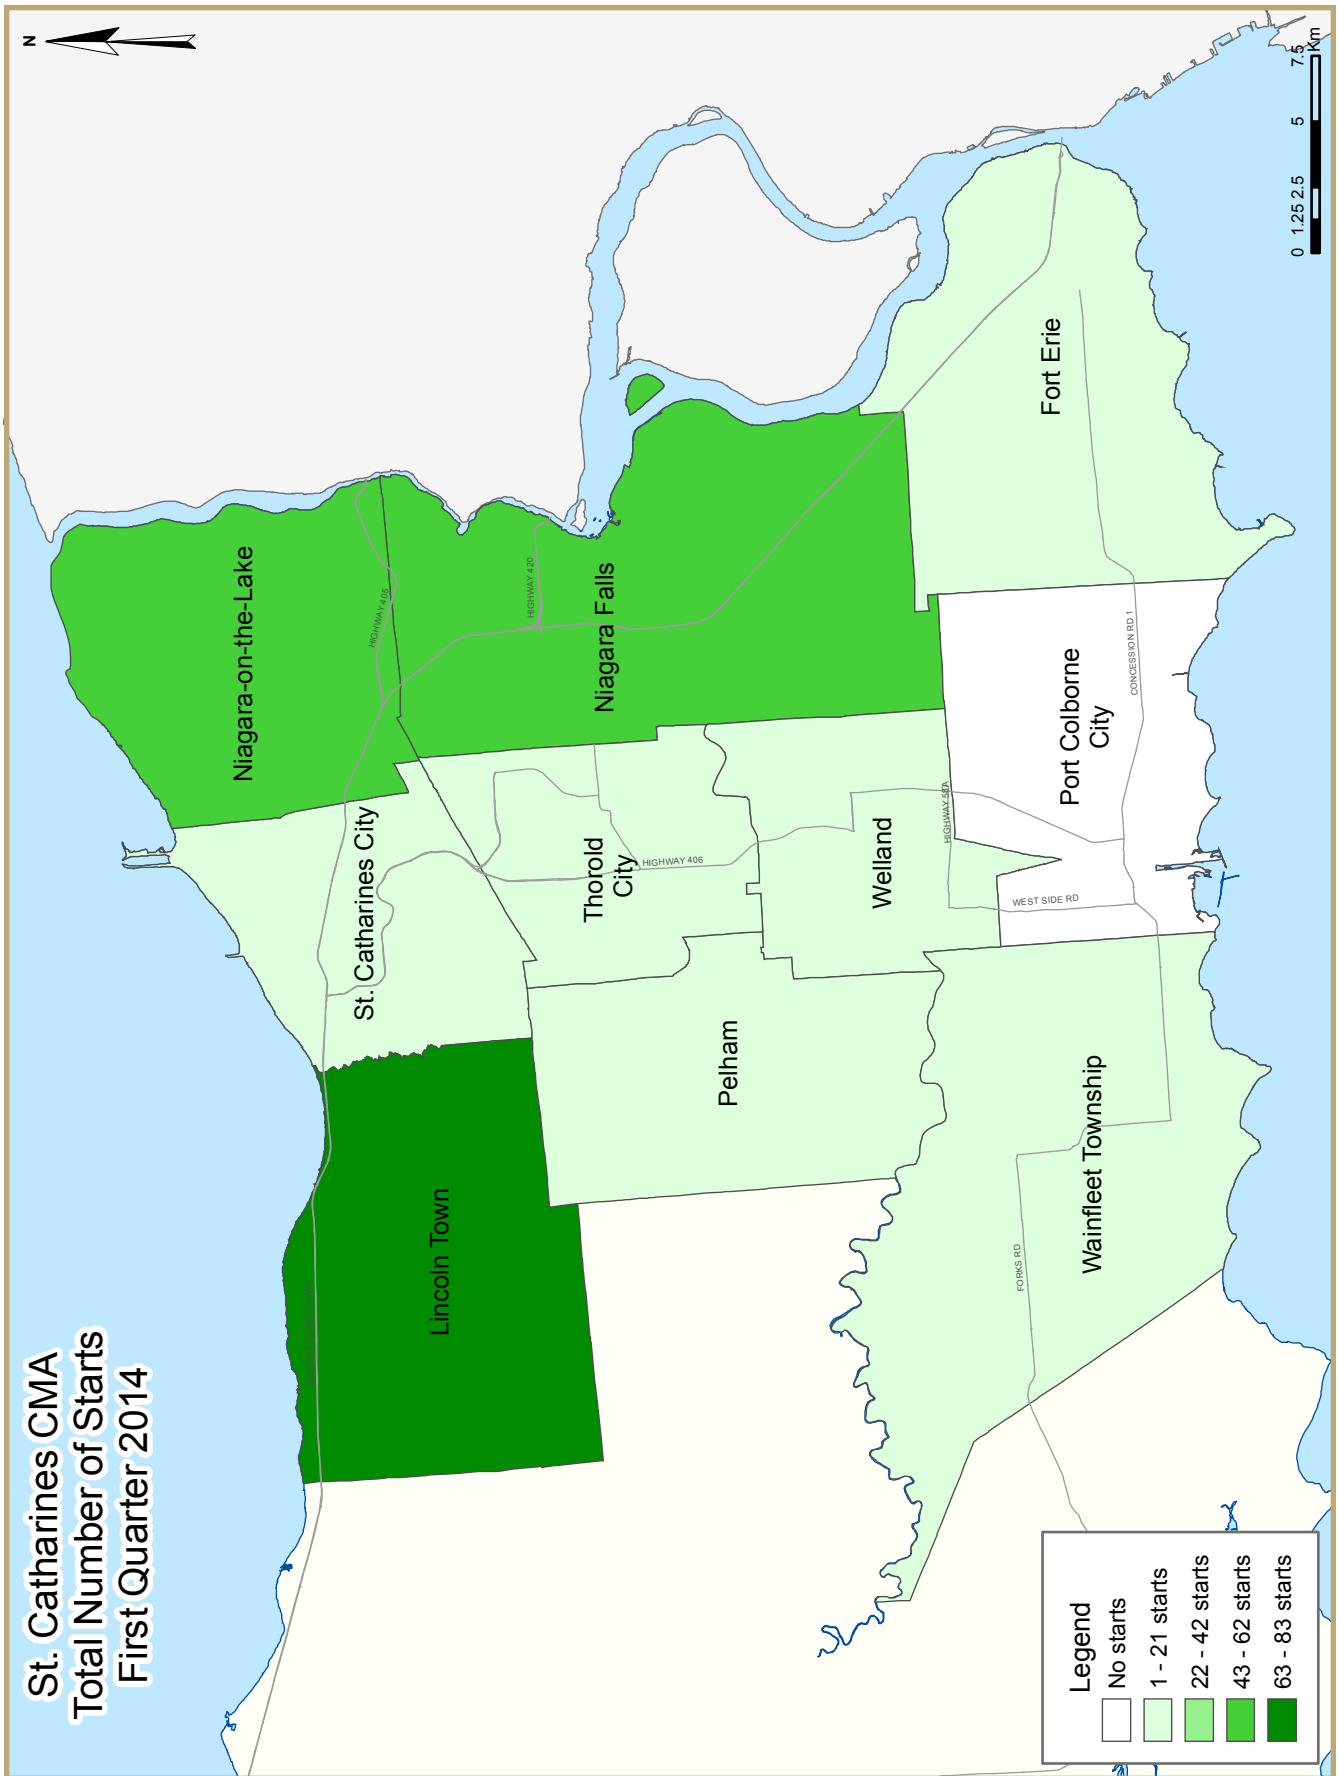 St. Catharines CMA
Total Number of Starts
First Quarter 2014
N
Niagara-on-the-Lake
HIGHWAY 405
St. Catharines City
Lincoln Town
HIGHWAY 420
Niagara Falls
Thorold
City
HIGHWAY 406
Pelham
Welland
HIGHWAY 58A
WEST SIDE RD
Fort Erie
Port Colborne
City
CONCESSION RD 1
Wainfleet Township
FORKS RD
Legend
No starts
1 - 21 starts
22 - 42 starts
43 - 62 starts
63 - 83 starts
0 1.25 2.5 5 7.5
Km